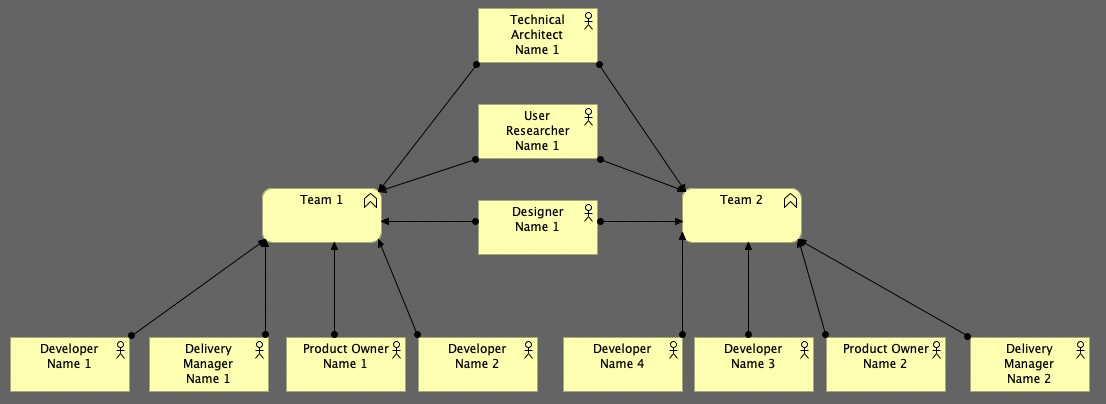 Technical
Architect
Name 1
User
Researcher
Name 1
Team 1
Designer
Name 1
Team 2
Developer
Name 1
Delivery
Manager
Name 1
Product Owner
Name 1
Developer
Name 2
Developer
Name 4
Developer
Name 3
Product Owner
Name 2
Delivery
Manager
Name 2